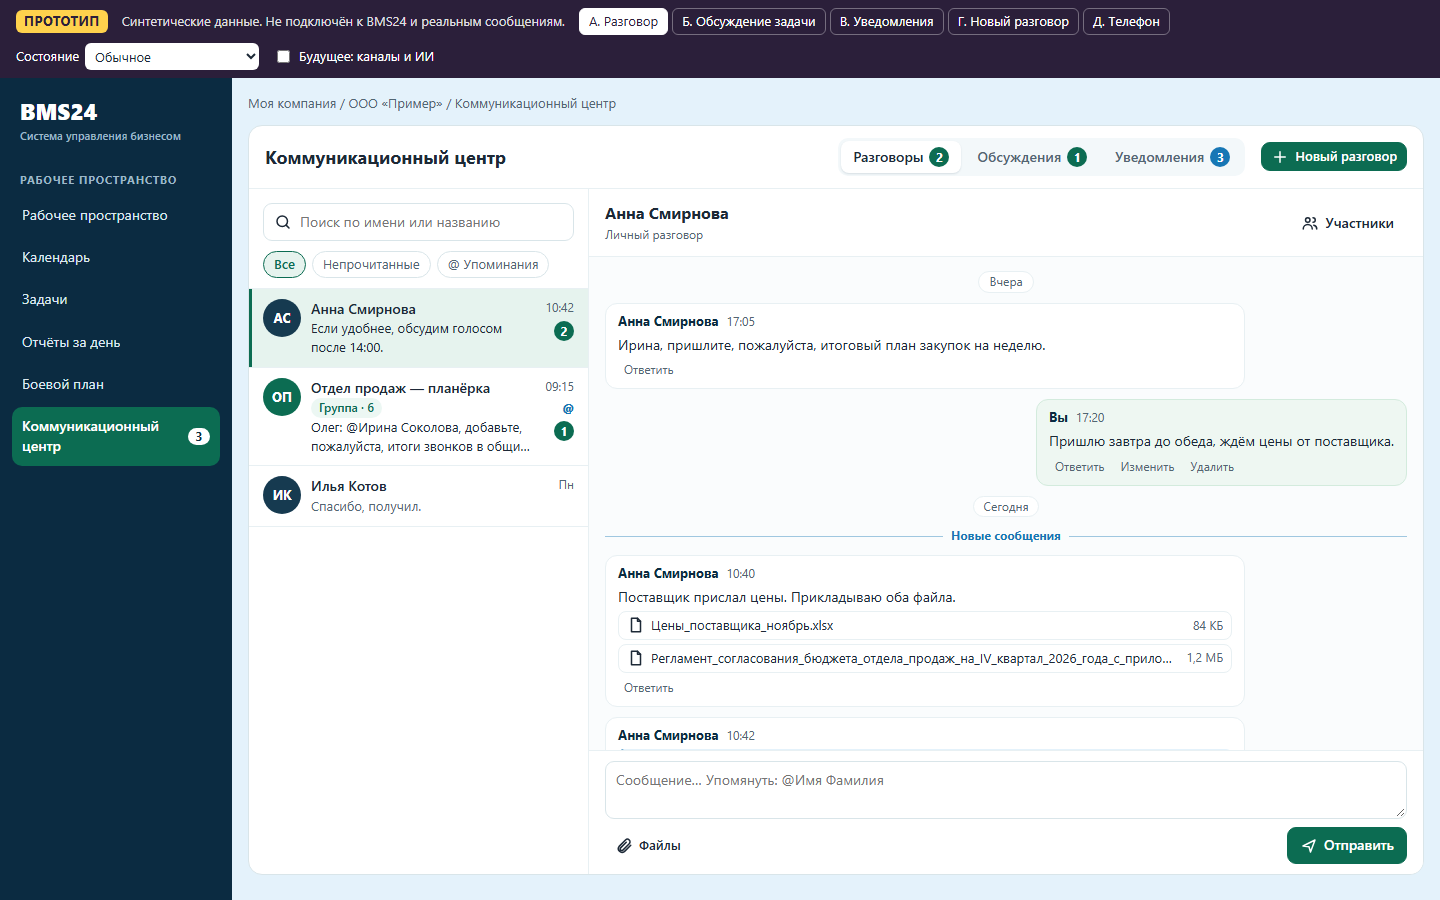 ПРОТОТИП Синтетические данные. Не подключён к BMS24 и реальным сообщениям. А. Разговор Б. Обсуждение задачи В. Уведомления Г. Новый разговор Д. Телефон
Состояние Обычное Будущее: каналы и ИИ
BMS24
Система управления бизнесом
РАБОЧЕЕ ПРОСТРАНСТВО
Рабочее пространство
Календарь
Задачи
Отчёты за день
Боевой план
Коммуникационный центр 3
Моя компания / ООО «Пример» / Коммуникационный центр
Коммуникационный центр
Разговоры 2 Обсуждения 1 Уведомления 3
Новый разговор
Поиск по имени или названию
Все Непрочитанные @ Упоминания
АС Анна Смирнова 10:42
Если удобнее, обсудим голосом 2
после 14:00.
ОП Отдел продаж — планёрка 09:15
Группа · 6 @
Олег: @Ирина Соколова, добавьте, 1
пожалуйста, итоги звонков в общи...
ИК Илья Котов Пн
Спасибо, получил.
Анна Смирнова
Личный разговор
Участники
Вчера
Анна Смирнова 17:05
Ирина, пришлите, пожалуйста, итоговый план закупок на неделю.
Ответить
Вы 17:20
Пришлю завтра до обеда, ждём цены от поставщика.
Ответить Изменить Удалить
Сегодня
Новые сообщения
Анна Смирнова 10:40
Поставщик прислал цены. Прикладываю оба файла.
Цены_поставщика_ноябрь.xlsx 84 КБ
Регламент_согласования_бюджета_отдела_продаж_на_IV_квартал_2026_года_с_прило... 1,2 МБ
Ответить
Анна Смирнова 10:42
Сообщение... Упомянуть: @Имя Фамилия
Файлы
Отправить